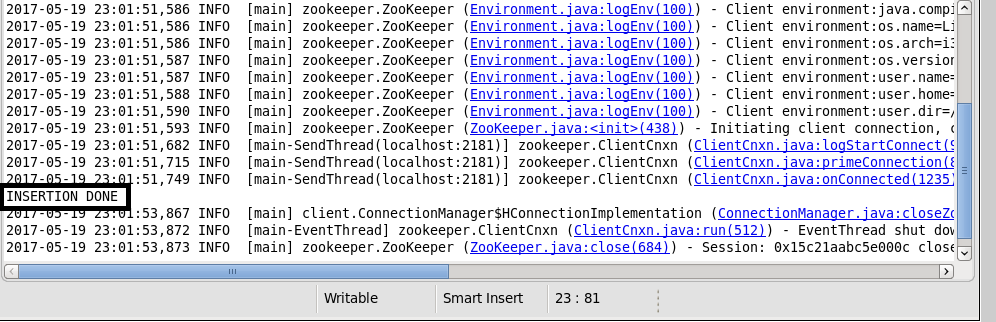 2017-05-19 23:01:51,586 INFO [main] zookeeper.ZooKeeper (Environment.java:logEnv(100)) - Client environment:java.compi
2017-05-19 23:01:51,586 INFO [main] zookeeper.ZooKeeper (Environment.java:logEnv(100)) - Client environment:os.name=Li
2017-05-19 23:01:51,586 INFO [main] zookeeper.ZooKeeper (Environment.java:logEnv(100)) - Client environment:os.arch=i3
2017-05-19 23:01:51,587 INFO [main] zookeeper.ZooKeeper (Environment.java:logEnv(100)) - Client environment:os.version
2017-05-19 23:01:51,587 INFO [main] zookeeper.ZooKeeper (Environment.java:logEnv(100)) - Client environment:user.name=
2017-05-19 23:01:51,588 INFO [main] zookeeper.ZooKeeper (Environment.java:logEnv(100)) - Client environment:user.home=
2017-05-19 23:01:51,590 INFO [main] zookeeper.ZooKeeper (Environment.java:logEnv(100)) - Client environment:user.dir=/
2017-05-19 23:01:51,593 INFO [main] zookeeper.ZooKeeper (ZooKeeper.java:<init>(438)) - Initiating client connection, c
2017-05-19 23:01:51,682 INFO [main-SendThread(localhost:2181)] zookeeper.ClientCnxn (ClientCnxn.java:logStartConnect(9
2017-05-19 23:01:51,715 INFO [main-SendThread(localhost:2181)] zookeeper.ClientCnxn (ClientCnxn.java:primeConnection(8
2017-05-19 23:01:51,749 INFO [main-SendThread(localhost:2181)] zookeeper.ClientCnxn (ClientCnxn.java:onConnected(1235)
INSERTION DONE
2017-05-19 23:01:53,867 INFO [main] client.ConnectionManager$HConnectionImplementation (ConnectionManager.java:closeZo
2017-05-19 23:01:53,872 INFO [main-EventThread] zookeeper.ClientCnxn (ClientCnxn.java:run(512)) - EventThread shut dow
2017-05-19 23:01:53,873 INFO [main] zookeeper.ZooKeeper (ZooKeeper.java:close(684)) - Session: 0x15c21aabc5e000c close
Writable Smart Insert 23 : 81